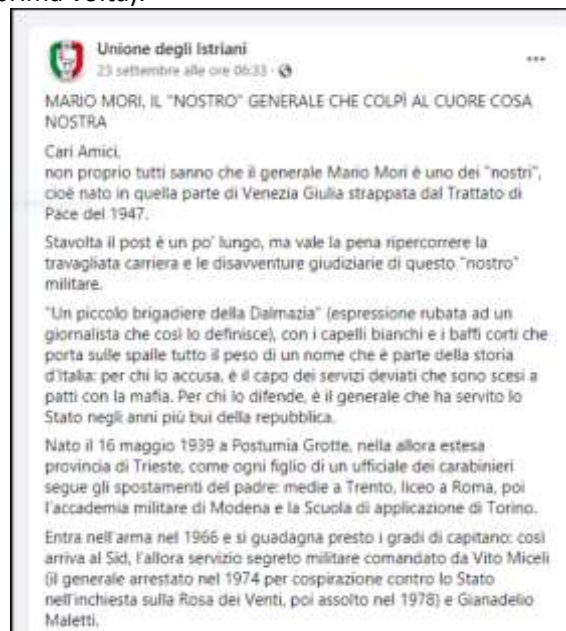 prima volta).
Unione degli Istriani
23 settembre alle ore 06:33 ·
MARIO MORI, IL "NOSTRO" GENERALE CHE COLPÌ AL CUORE COSA
NOSTRA
Cari Amici,
non proprio tutti sanno che il generale Mario Mori è uno dei "nostri",
cioè nato in quella parte di Venezia Giulia strappata dal Trattato di
Pace del 1947.
Stavolta il post è un po' lungo, ma vale la pena ripercorrere la
travagliata carriera e le disavventure giudiziarie di questo "nostro"
militare.
"Un piccolo brigadiere della Dalmazia" (espressione rubata ad un
giornalista che così lo definisce), con i capelli bianchi e i baffi corti che
porta sulle spalle tutto il peso di un nome che è parte della storia
d'Italia: per chi lo accusa, è il capo dei servizi deviati che sono scesi a
patti con la mafia. Per chi lo difende, è il generale che ha servito lo
Stato negli anni più bui della repubblica.
Nato il 16 maggio 1939 a Postumia Grotte, nella allora estesa
provincia di Trieste, come ogni figlio di un ufficiale dei carabinieri
segue gli spostamenti del padre: medie a Trento, liceo a Roma, poi
l'accademia militare di Modena e la Scuola di applicazione di Torino.
Entra nell'arma nel 1966 e si guadagna presto i gradi di capitano: così
arriva al Sid, l'allora servizio segreto militare comandato da Vito Miceli
(il generale arrestato nel 1974 per cospirazione contro lo Stato
nell'inchiesta sulla Rosa dei Venti, poi assolto nel 1978) e Gianadelio
Maletti.